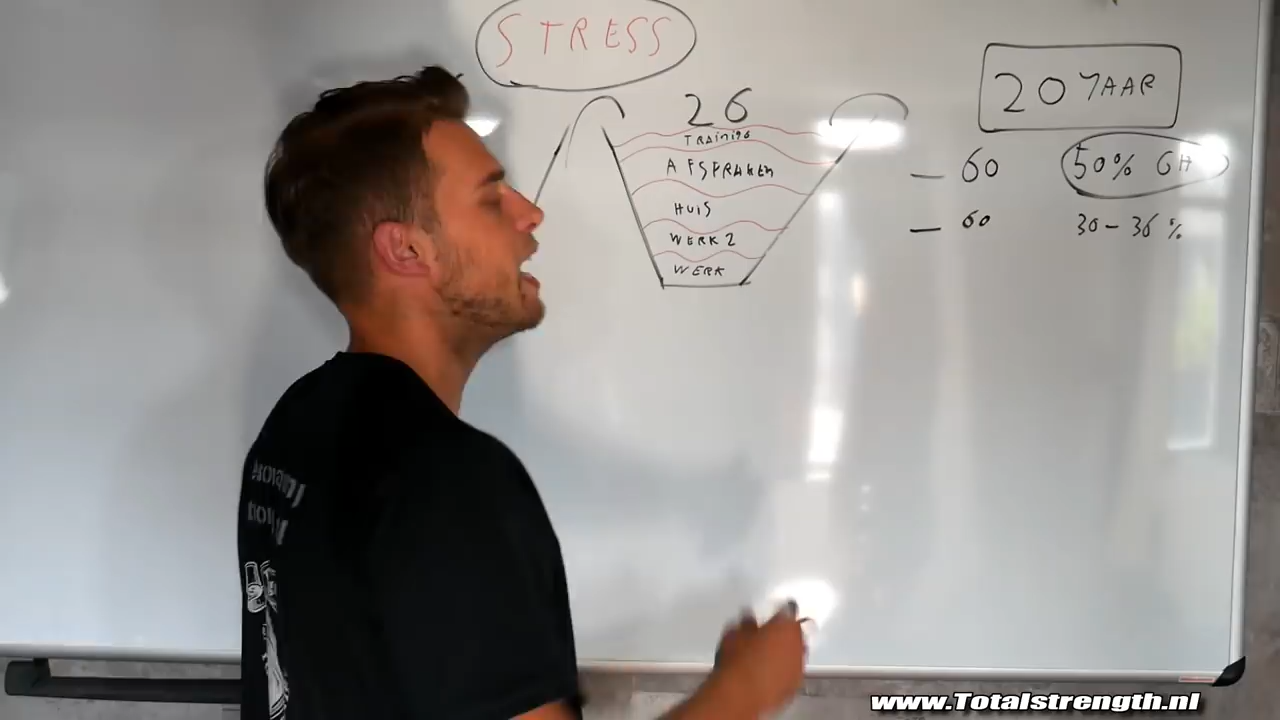 STRESS
26
TRAINING
AFSPRAKEN
HUIS
WERK 2
WERK
20 JAAR
— 60 50% GH
— 60 30 - 36 %
www.Totalstrength.nl